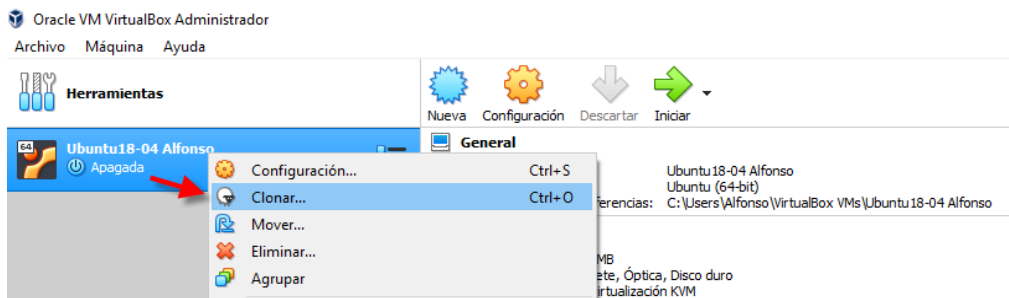 Oracle VM VirtualBox Administrador
Archivo Máquina Ayuda
Herramientas
Nueva Configuración Descartar Iniciar
64
Ubuntu18-04 Alfonso
Apagada
General
Ubuntu18-04 Alfonso
Ubuntu (64-bit)
erencias: C:\Users\Alfonso\VirtualBox VMs\Ubuntu18-04 Alfonso
Configuración... Ctrl+S
Clonar... Ctrl+O
Mover...
Eliminar...
Agrupar
MB
ete, Óptica, Disco duro
irtualización KVM